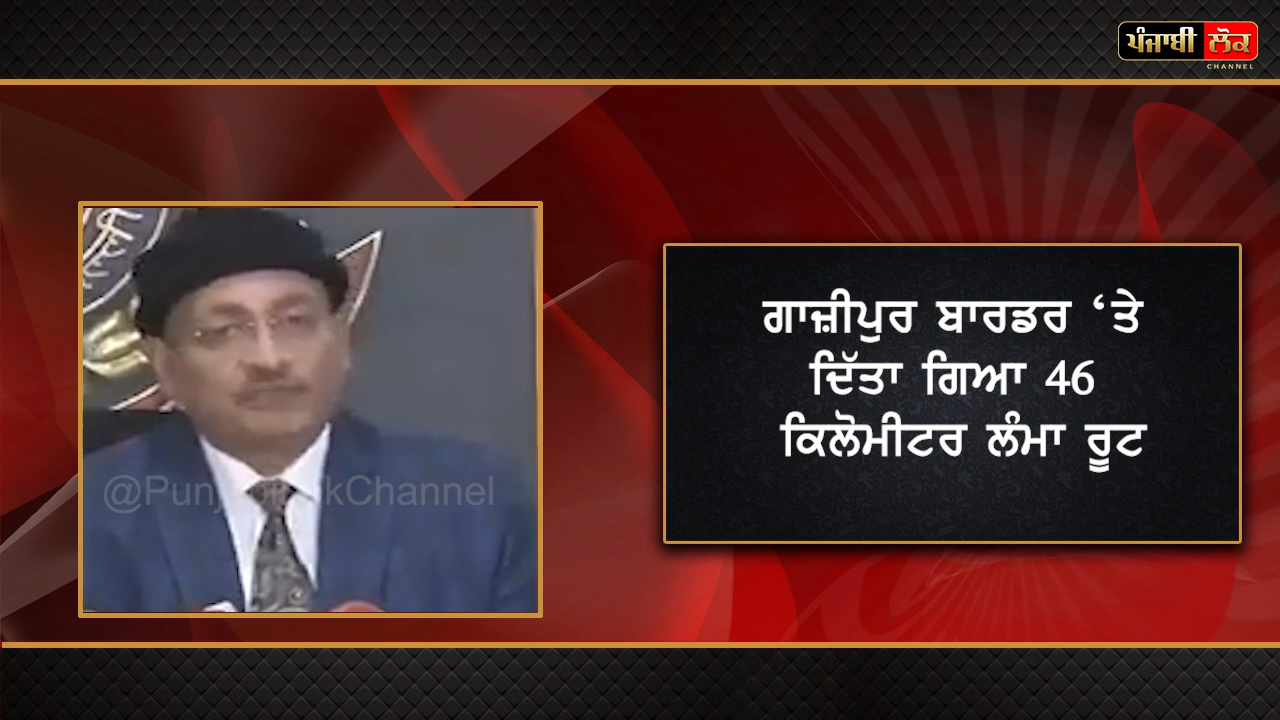 ਪੰਜਾਬੀ ਲੋਕ
CHANNEL
ਗਾਜ਼ੀਪੁਰ ਬਾਰਡਰ ‘ਤੇ
ਦਿੱਤਾ ਗਿਆ 46
ਕਿਲੋਮੀਟਰ ਲੰਮਾ ਰੂਟ